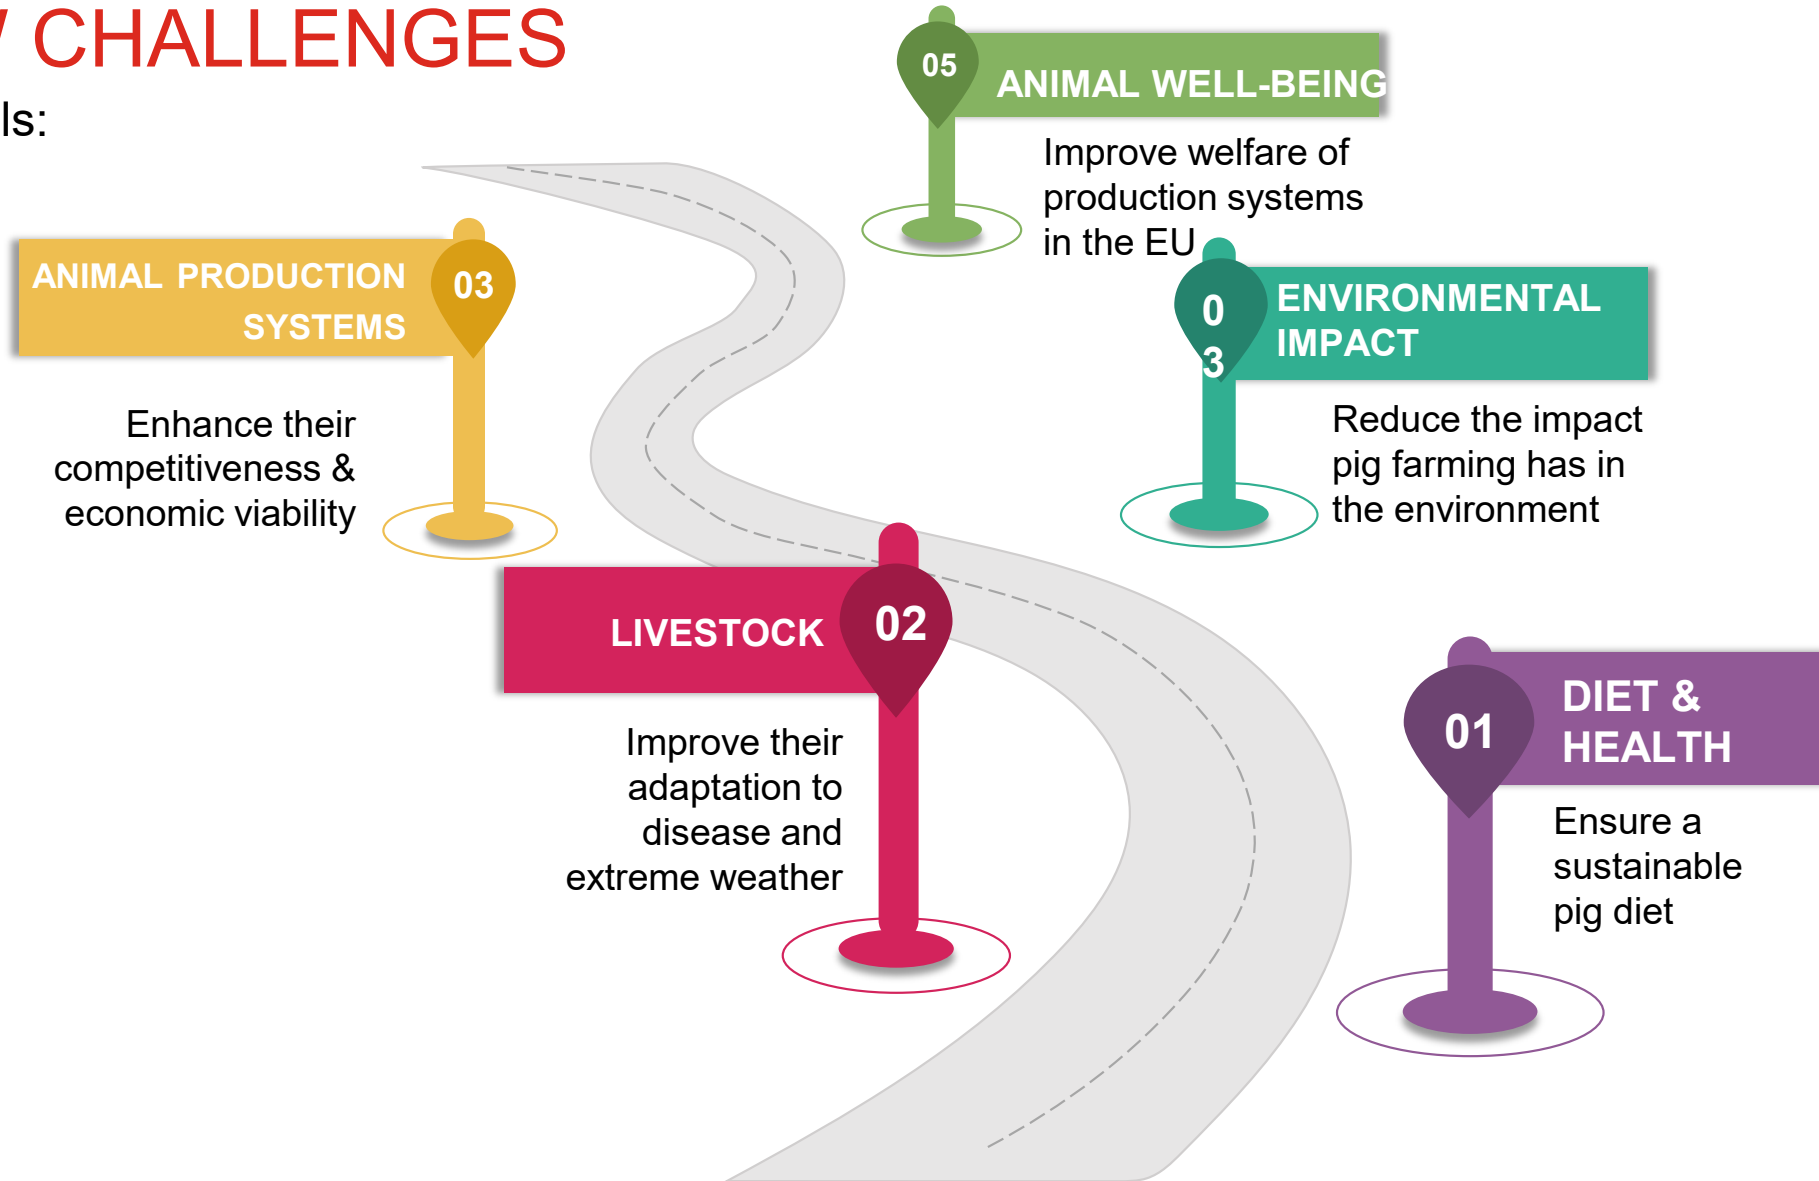 CHALLENGES
ls:
05
ANIMAL WELL-BEING
Improve welfare of
production systems
in the EU
ANIMAL PRODUCTION
SYSTEMS
03
Enhance their
competitiveness &
economic viability
0
3
ENVIRONMENTAL
IMPACT
Reduce the impact
pig farming has in
the environment
LIVESTOCK
02
Improve their
adaptation to
disease and
extreme weather
01
DIET &
HEALTH
Ensure a
sustainable
pig diet